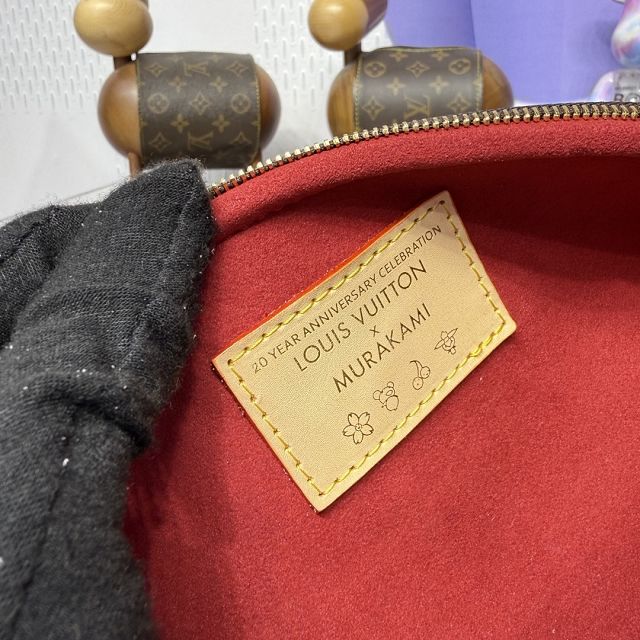 20 YEAR ANNIVERSARY CELEBRATION
LOUIS VUITTON
×
MURAKAMI